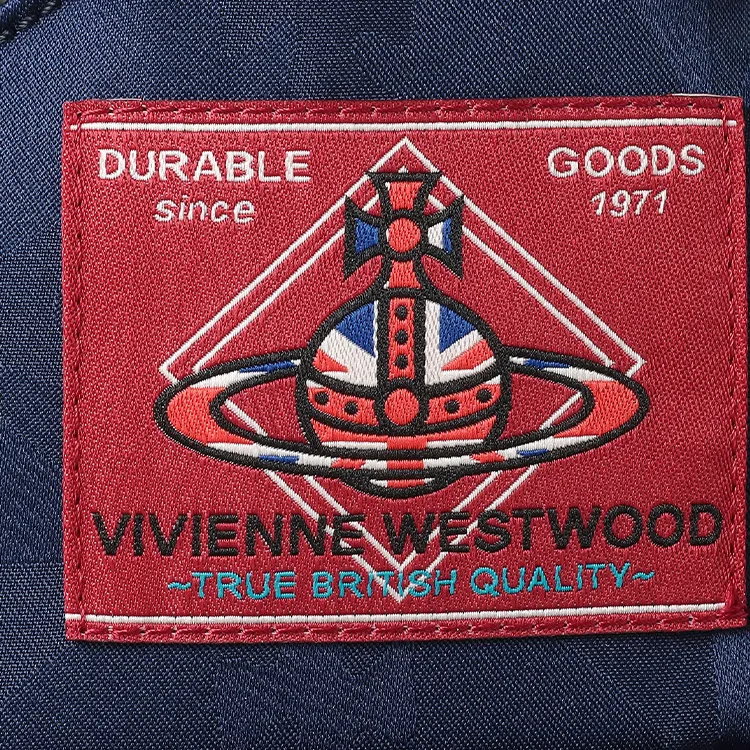 DURABLE GOODS
since 1971
VIVIENNE WESTWOOD
~TRUE BRITISH QUALITY~